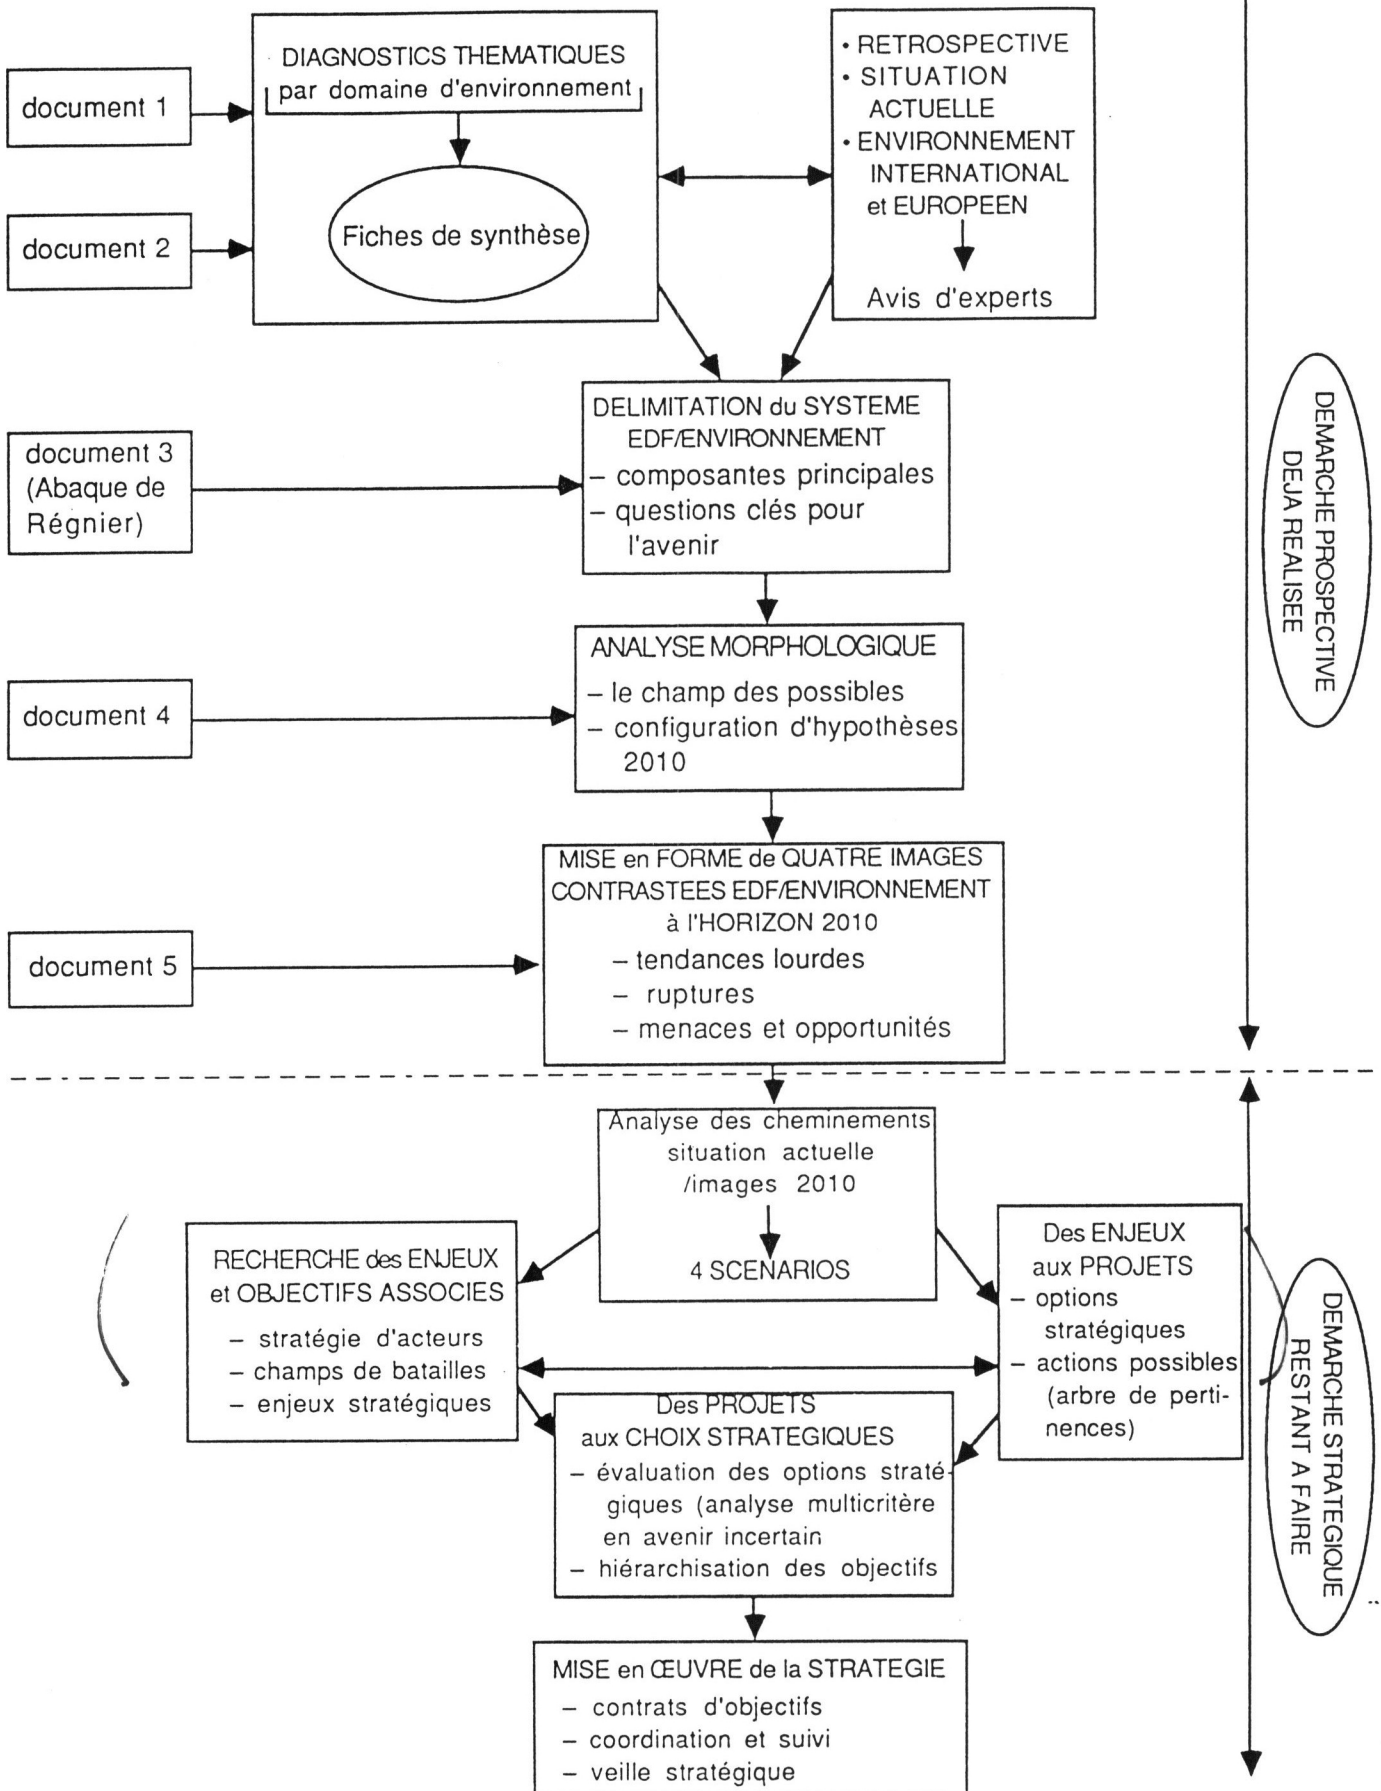 DIAGNOSTICS THEMATIQUES
par domaine d'environnement
Fiches de synthèse
• RETROSPECTIVE
• SITUATION
ACTUELLE
• ENVIRONNEMENT
INTERNATIONAL
et EUROPEEN
Avis d'experts
document 1
document 2
DELIMITATION du SYSTEME
EDF/ENVIRONNEMENT
– composantes principales
– questions clés pour
l'avenir
document 3
(Abaque de
Régnier)
DEMARCHE PROSPECTIVE
DEJA REALISEE
ANALYSE MORPHOLOGIQUE
– le champ des possibles
– configuration d'hypothèses
2010
document 4
MISE en FORME de QUATRE IMAGES
CONTRASTEES EDF/ENVIRONNEMENT
à l'HORIZON 2010
– tendances lourdes
– ruptures
– menaces et opportunités
document 5
Analyse des cheminements
situation actuelle
/images 2010
4 SCENARIOS
RECHERCHE des ENJEUX
et OBJECTIFS ASSOCIES
– stratégie d'acteurs
– champs de batailles
– enjeux stratégiques
Des ENJEUX
aux PROJETS
– options
stratégiques
– actions possibles
(arbre de perti-
nences)
DEMARCHE STRATEGIQUE
RESTANT A FAIRE
Des PROJETS
aux CHOIX STRATEGIQUES
– évaluation des options straté-
giques (analyse multicritère
en avenir incertain
– hiérarchisation des objectifs
MISE en ŒUVRE de la STRATEGIE
– contrats d'objectifs
– coordination et suivi
– veille stratégique